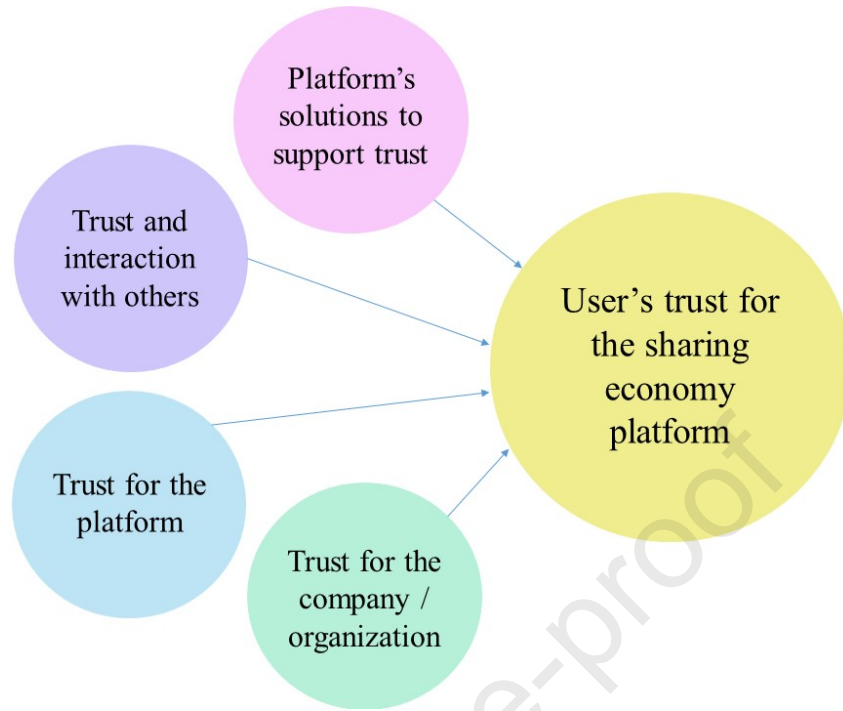 Platform’s
solutions to
support trust
Trust and
interaction
with others
User’s trust for
the sharing
economy
platform
Trust for the
platform
Trust for the
company /
organization
e-proof